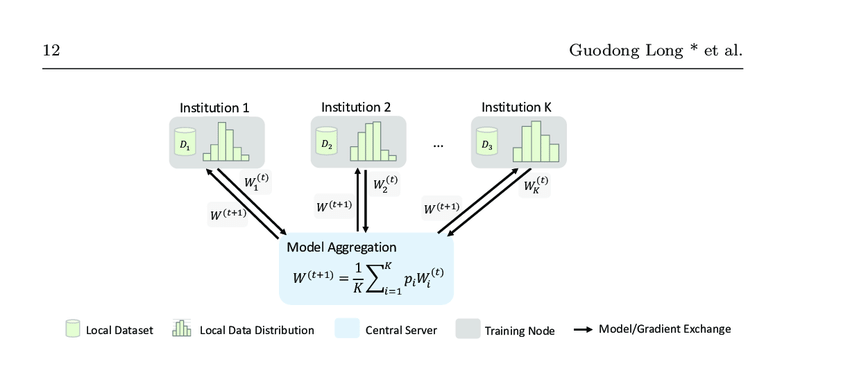 12
Guodong Long * et al.
Institution 1
Institution 2
Institution K
D₁
D₂
...
D₃
W₁⁽ᵗ⁾
W⁽ᵗ⁺¹⁾
W⁽ᵗ⁺¹⁾
W₂⁽ᵗ⁾
W⁽ᵗ⁺¹⁾
W_K⁽ᵗ⁾
Model Aggregation
W⁽ᵗ⁺¹⁾ = 1/K ∑ᵢ₌₁ᴷ pᵢWᵢ⁽ᵗ⁾
Local Dataset
Local Data Distribution
Central Server
Training Node
Model/Gradient Exchange